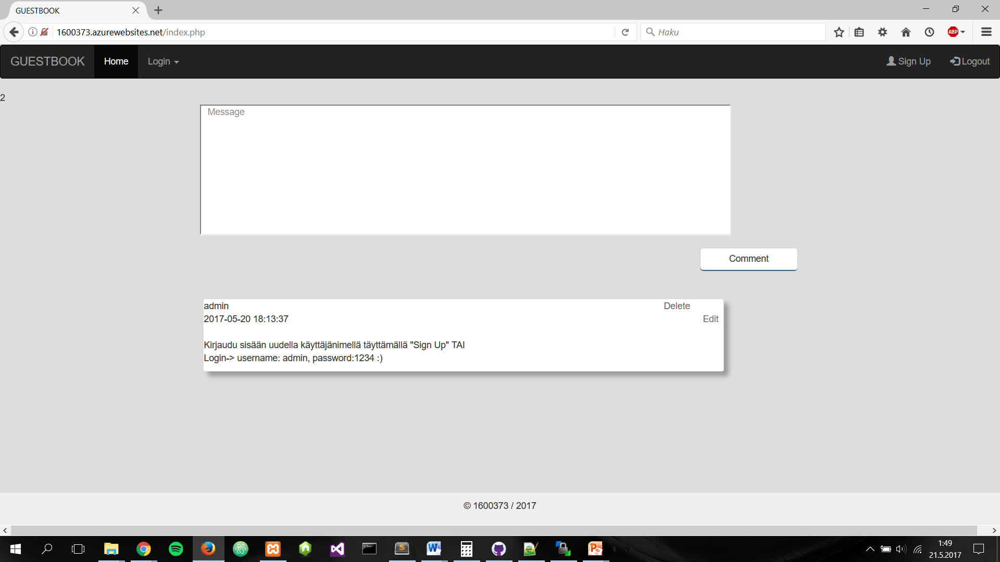 GUESTBOOK
1600373.azurewebsites.net/index.php
Haku
ABP
GUESTBOOK
Home
Login
Sign Up
Logout
2
Message
Comment
admin
Delete
2017-05-20 18:13:37
Edit
Kirjaudu sisään uudella käyttäjänimellä täyttämällä "Sign Up" TAI
Login-> username: admin, password:1234 :)
© 1600373 / 2017
1:49
21.5.2017